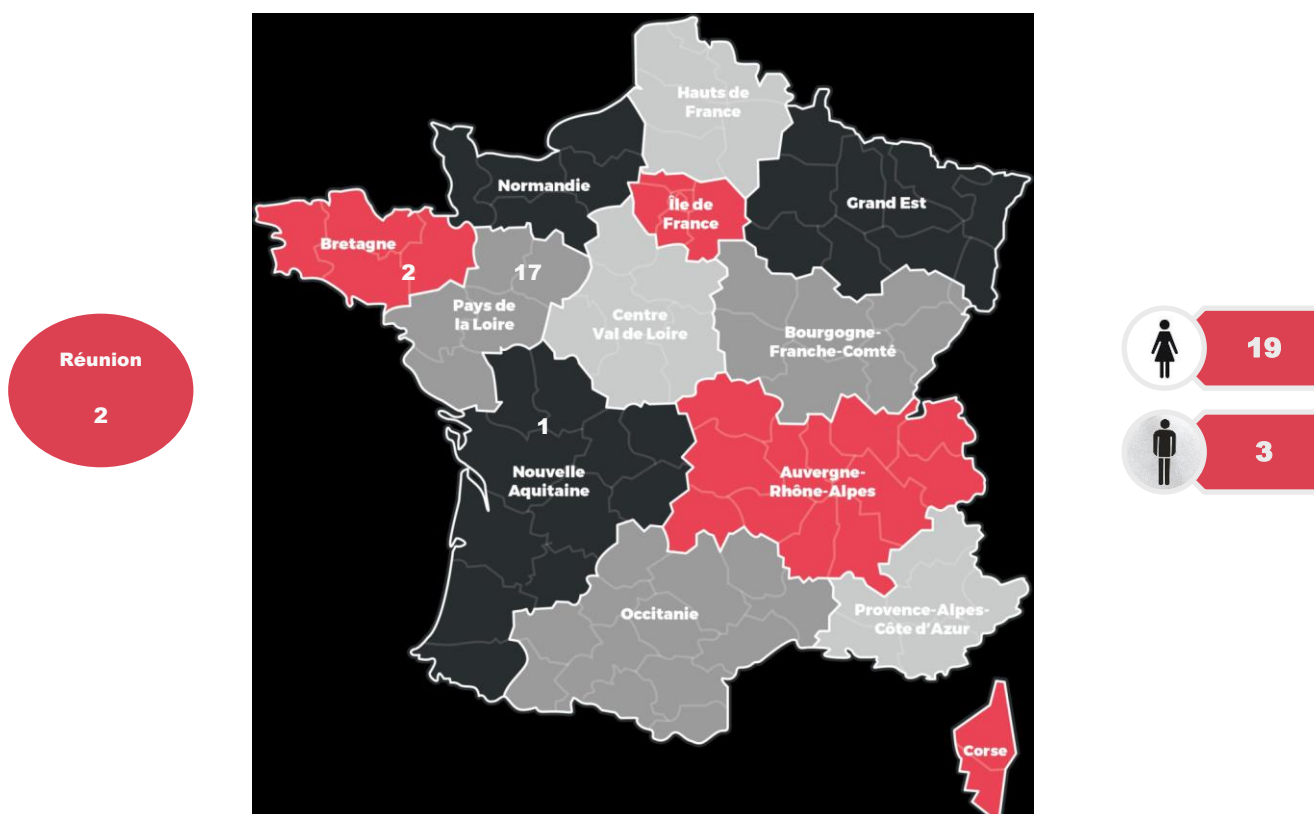 Hauts de
France
Normandie
Île de
France
Grand Est
Bretagne
2
17
Pays de
la Loire
Centre
Val de Loire
Bourgogne-
Franche-Comté
Réunion
2
19
3
1
Nouvelle
Aquitaine
Auvergne-
Rhône-Alpes
Occitanie
Provence-Alpes-
Côte d'Azur
Corse